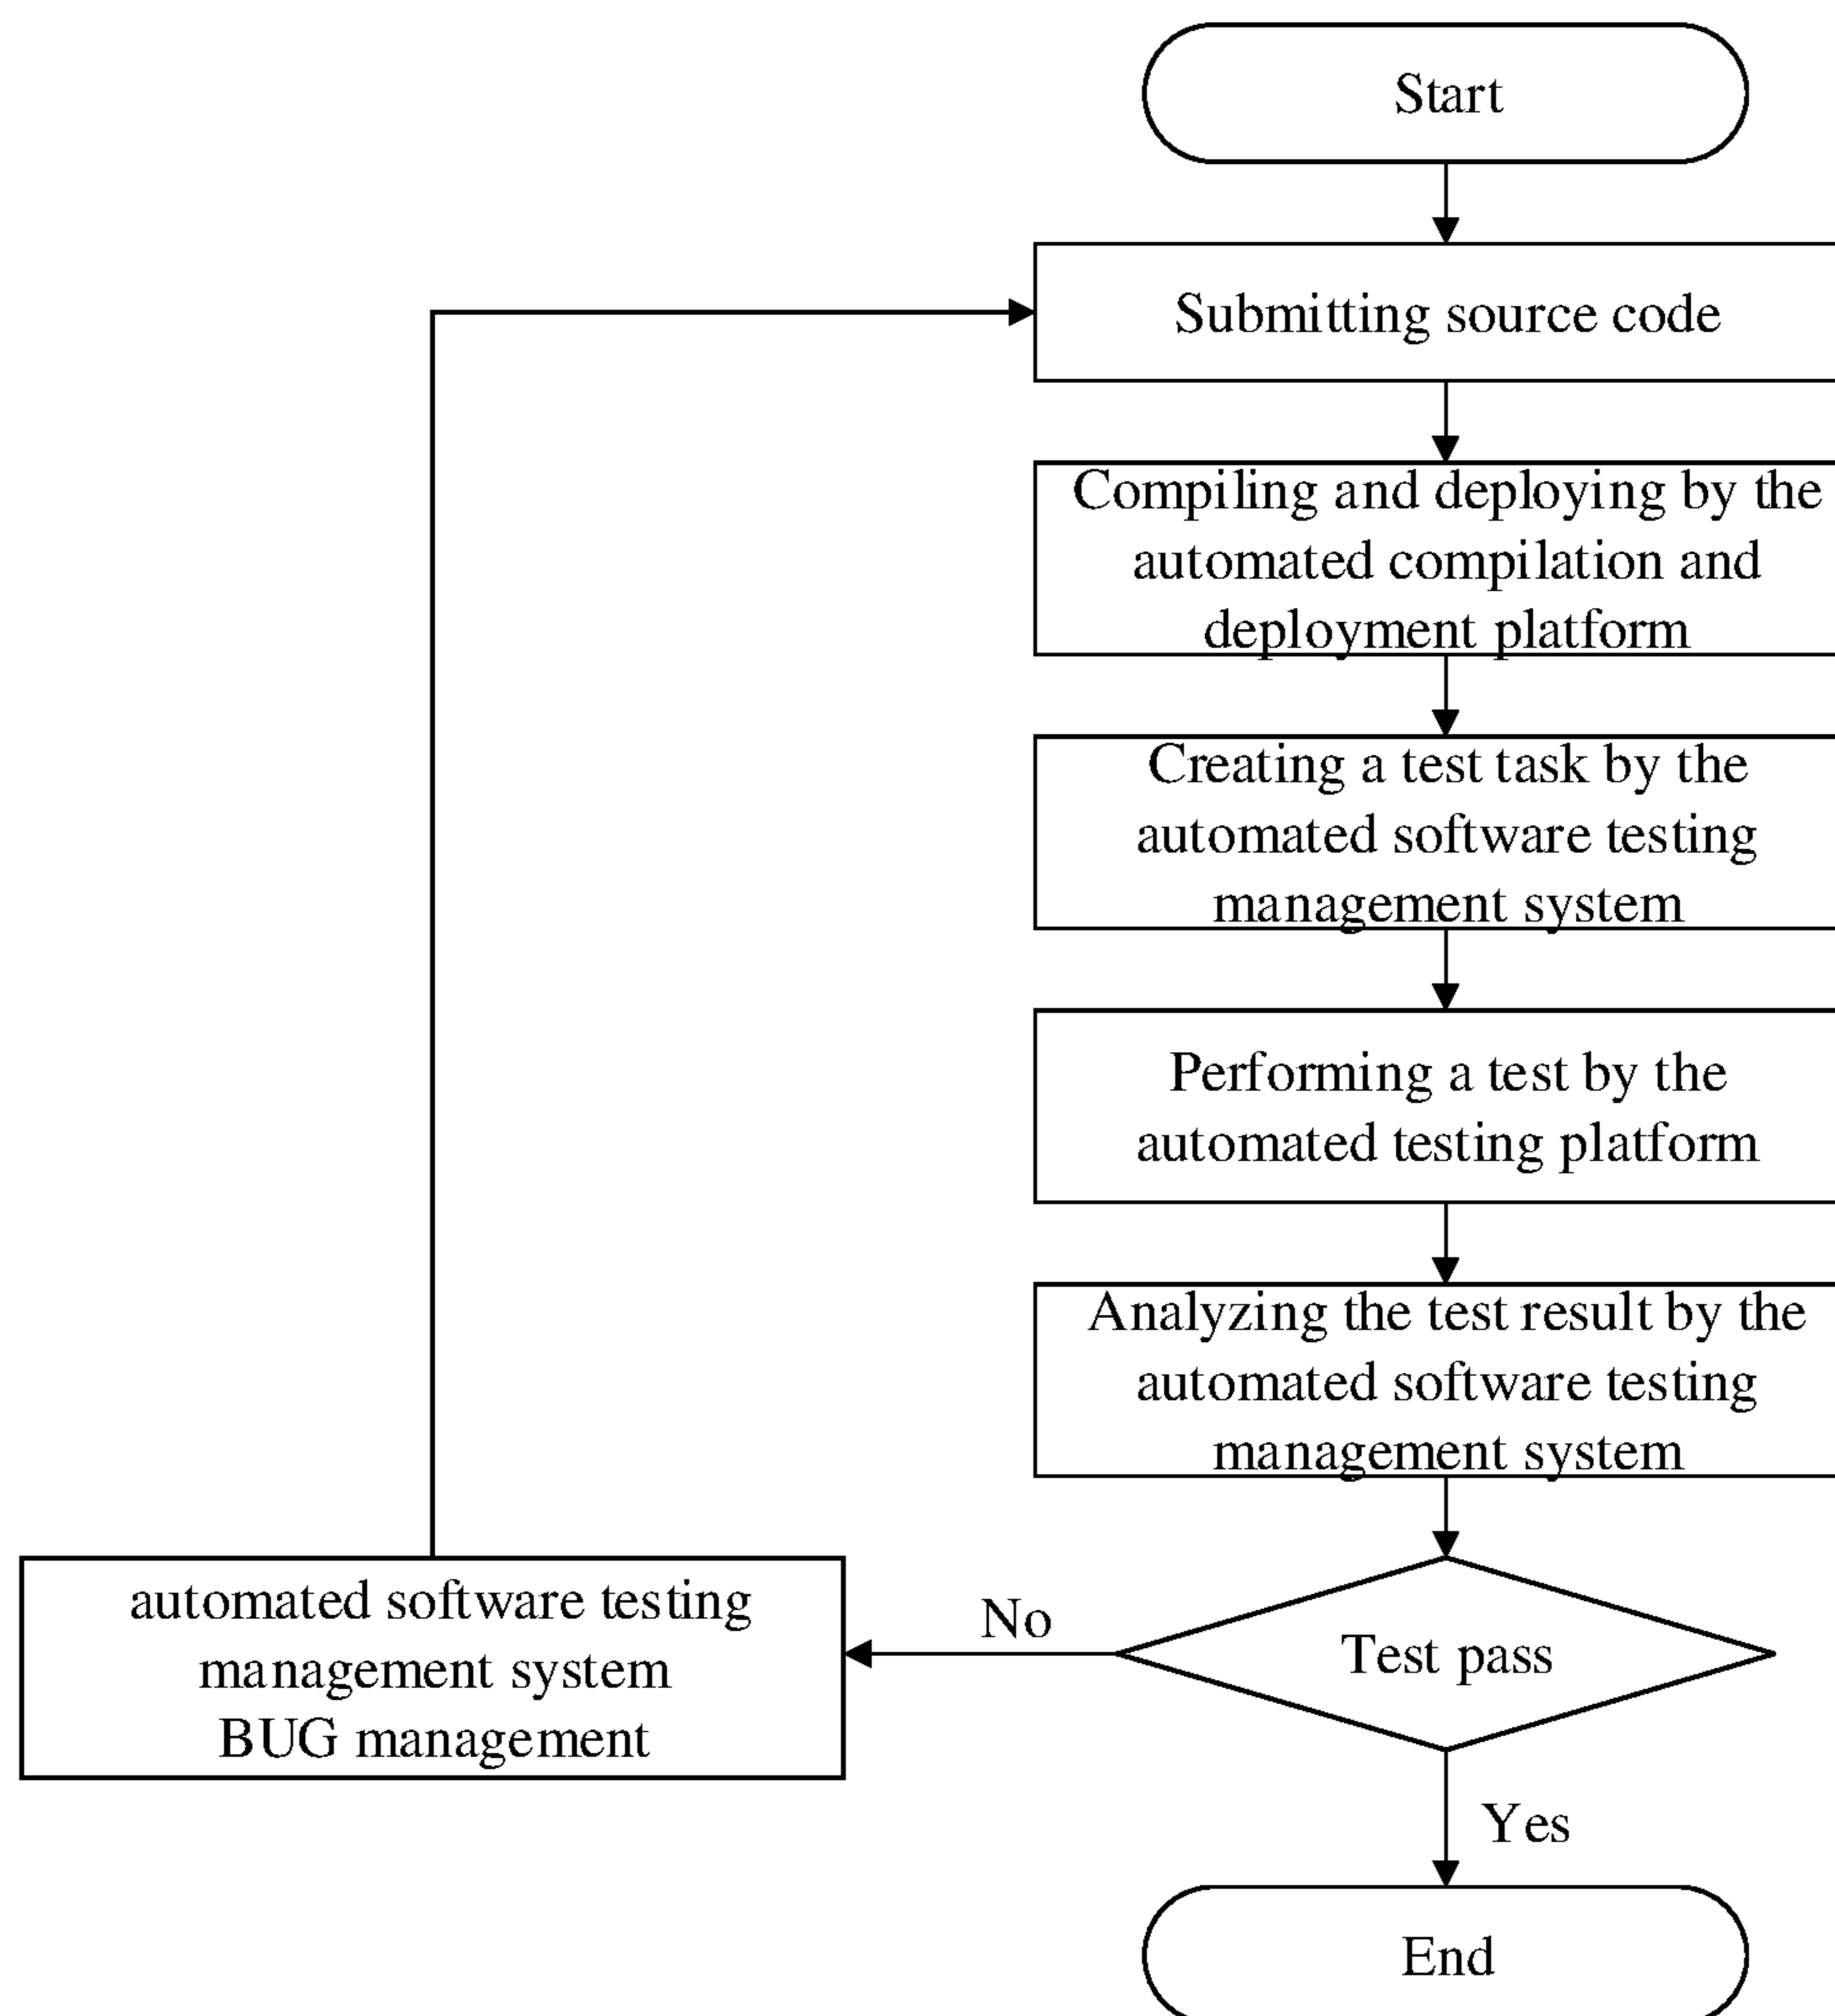 Start
Submitting source code
Compiling and deploying by the
automated compilation and
deployment platform
Creating a test task by the
automated software testing
management system
Performing a test by the
automated testing platform
Analyzing the test result by the
automated software testing
management system
automated software testing
management system
BUG management
No
Test pass
Yes
End